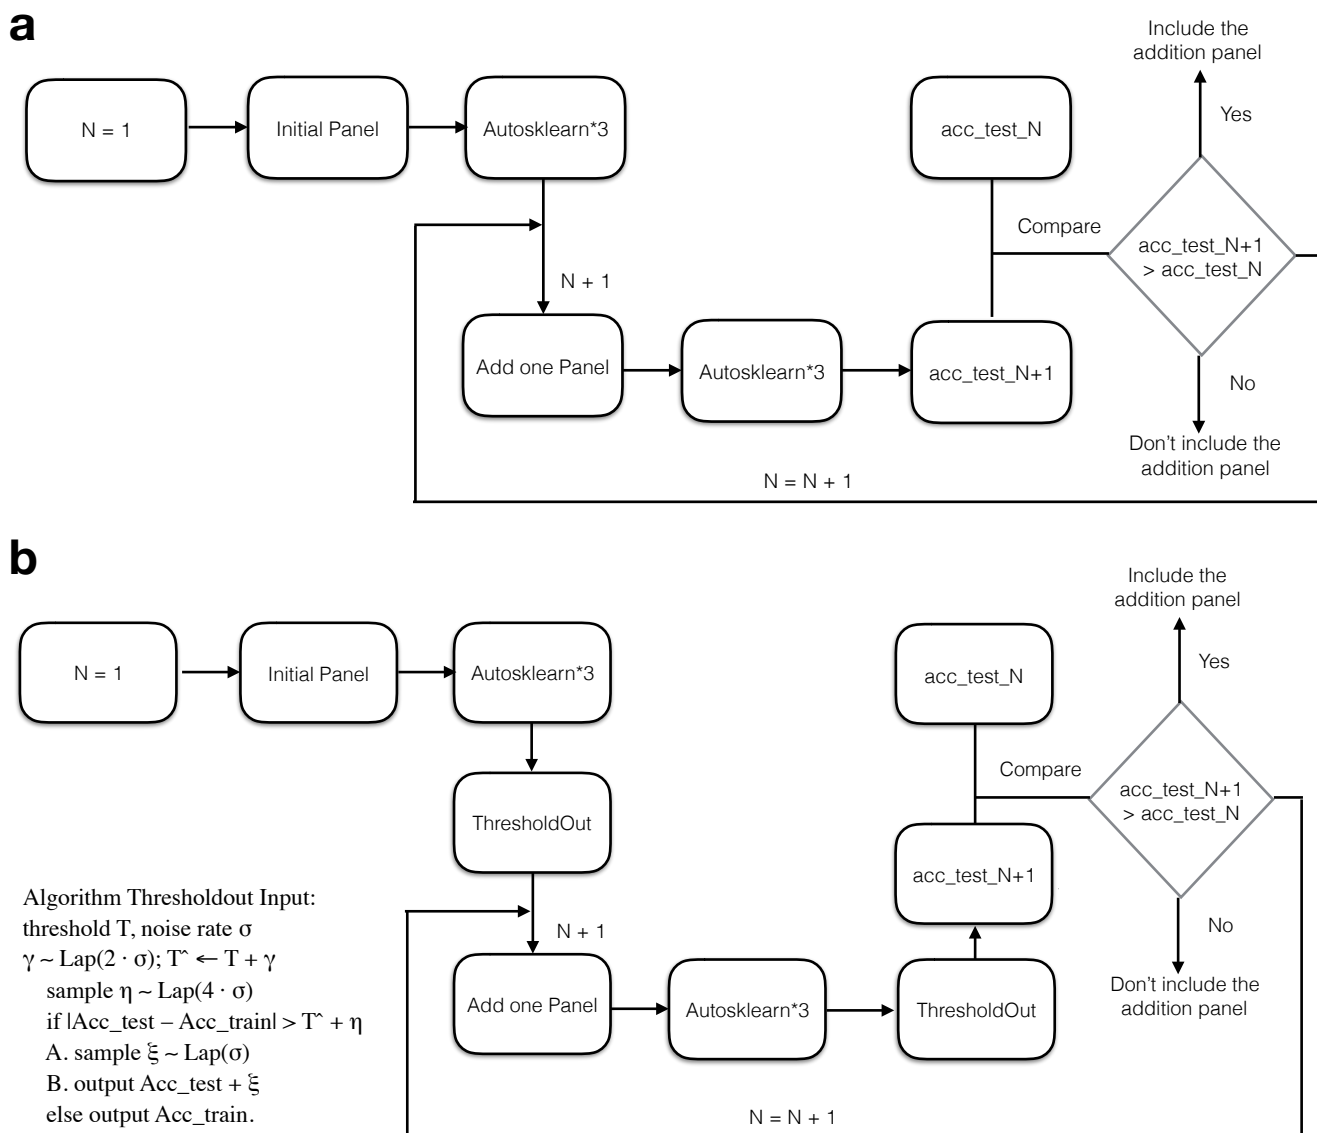 a
N = 1
Initial Panel
Autosklearn*3
acc_test_N
Include the
addition panel
Yes
Compare
acc_test_N+1
> acc_test_N
N + 1
Add one Panel
Autosklearn*3
acc_test_N+1
No
Don't include the
addition panel
N = N + 1
b
N = 1
Initial Panel
Autosklearn*3
acc_test_N
Include the
addition panel
Yes
Compare
acc_test_N+1
> acc_test_N
ThresholdOut
acc_test_N+1
N + 1
Add one Panel
Autosklearn*3
ThresholdOut
No
Don't include the
addition panel
N = N + 1
Algorithm Thresholdout Input:
threshold T, noise rate σ
γ ~ Lap(2 · σ); T^ ← T + γ
sample η ~ Lap(4 · σ)
if |Acc_test – Acc_train| > T^ + η
A. sample ξ ~ Lap(σ)
B. output Acc_test + ξ
else output Acc_train.